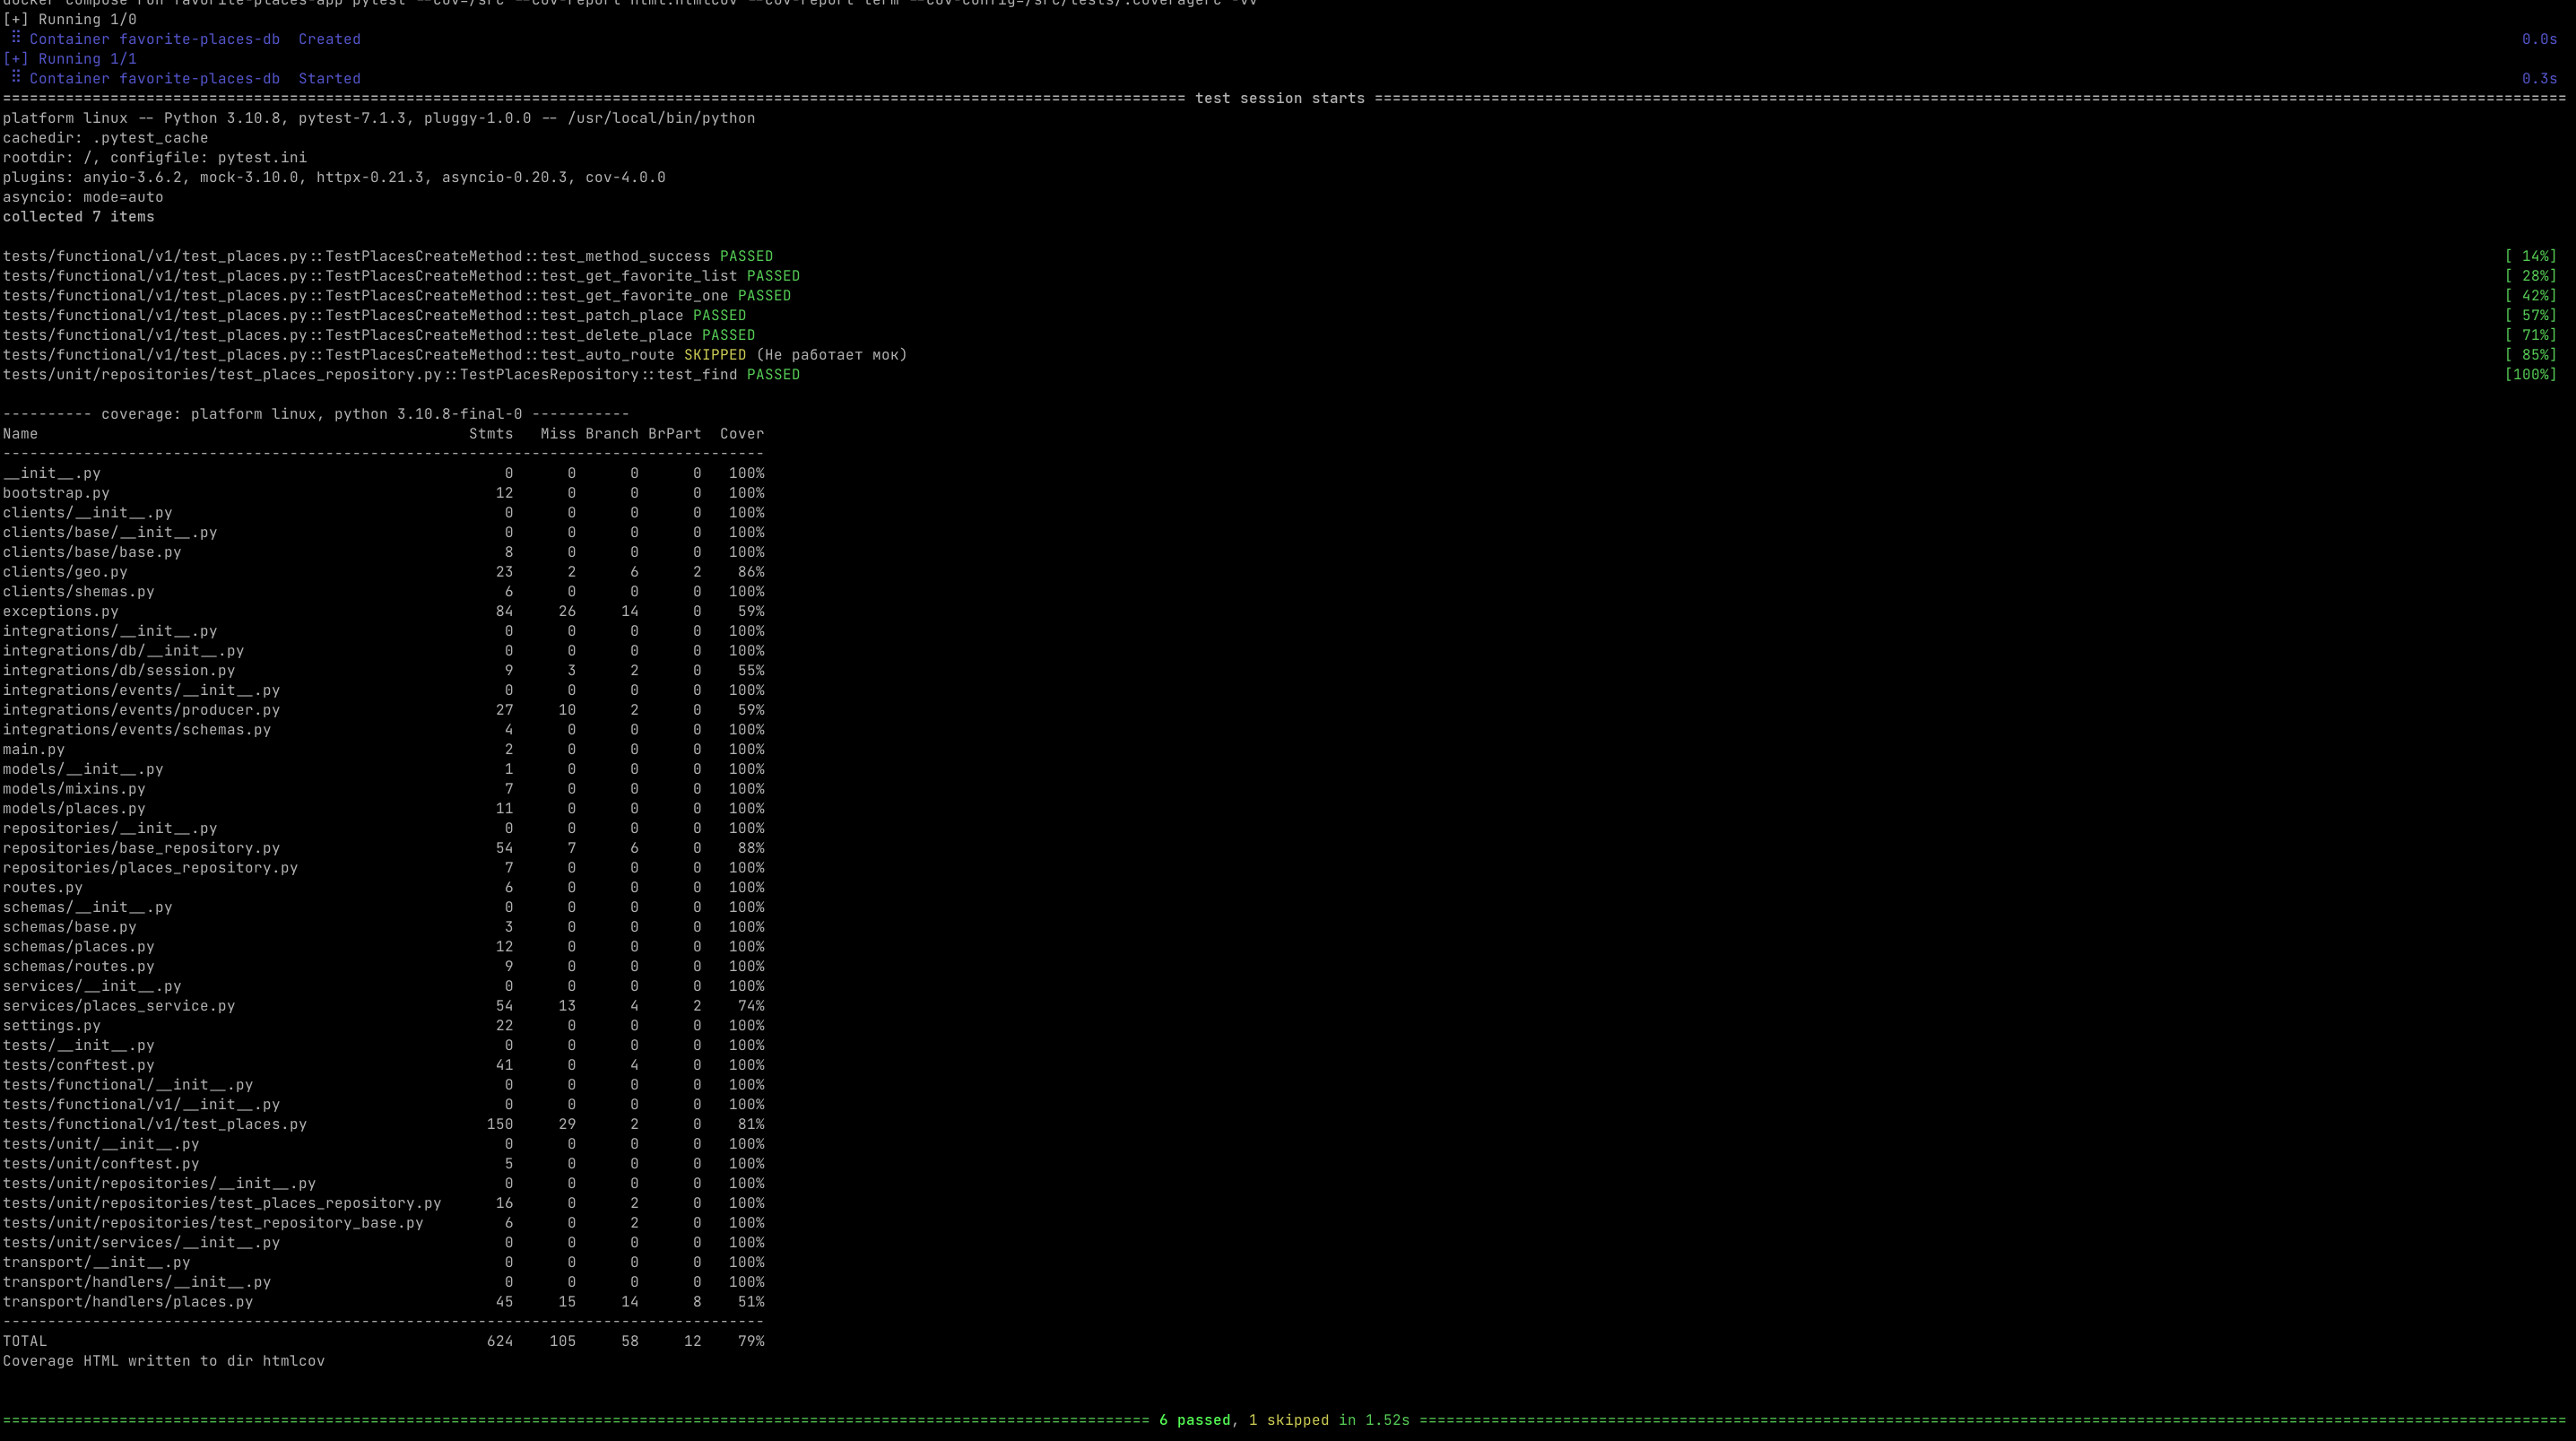 docker compose run favorite-places-app pytest --cov=/src --cov-report html:htmlcov --cov-report term --cov-config=/src/tests/.coveragerc -vv
[+] Running 1/0
⠿ Container favorite-places-db  Created 0.0s
[+] Running 1/1
⠿ Container favorite-places-db  Started 0.3s
=== test session starts ===
platform linux -- Python 3.10.8, pytest-7.1.3, pluggy-1.0.0 -- /usr/local/bin/python
cachedir: .pytest_cache
rootdir: /, configfile: pytest.ini
plugins: anyio-3.6.2, mock-3.10.0, httpx-0.21.3, asyncio-0.20.3, cov-4.0.0
asyncio: mode=auto
collected 7 items
tests/functional/v1/test_places.py::TestPlacesCreateMethod::test_method_success PASSED [ 14%]
tests/functional/v1/test_places.py::TestPlacesCreateMethod::test_get_favorite_list PASSED [ 28%]
tests/functional/v1/test_places.py::TestPlacesCreateMethod::test_get_favorite_one PASSED [ 42%]
tests/functional/v1/test_places.py::TestPlacesCreateMethod::test_patch_place PASSED [ 57%]
tests/functional/v1/test_places.py::TestPlacesCreateMethod::test_delete_place PASSED [ 71%]
tests/functional/v1/test_places.py::TestPlacesCreateMethod::test_auto_route SKIPPED (Не работает мок) [ 85%]
tests/unit/repositories/test_places_repository.py::TestPlacesRepository::test_find PASSED [100%]
---------- coverage: platform linux, python 3.10.8-final-0 -----------
Name Stmts Miss Branch BrPart Cover
__init__.py 0 0 0 0 100%
bootstrap.py 12 0 0 0 100%
clients/__init__.py 0 0 0 0 100%
clients/base/__init__.py 0 0 0 0 100%
clients/base/base.py 8 0 0 0 100%
clients/geo.py 23 2 6 2 86%
clients/shemas.py 6 0 0 0 100%
exceptions.py 84 26 14 0 59%
integrations/__init__.py 0 0 0 0 100%
integrations/db/__init__.py 0 0 0 0 100%
integrations/db/session.py 9 3 2 0 55%
integrations/events/__init__.py 0 0 0 0 100%
integrations/events/producer.py 27 10 2 0 59%
integrations/events/schemas.py 4 0 0 0 100%
main.py 2 0 0 0 100%
models/__init__.py 1 0 0 0 100%
models/mixins.py 7 0 0 0 100%
models/places.py 11 0 0 0 100%
repositories/__init__.py 0 0 0 0 100%
repositories/base_repository.py 54 7 6 0 88%
repositories/places_repository.py 7 0 0 0 100%
routes.py 6 0 0 0 100%
schemas/__init__.py 0 0 0 0 100%
schemas/base.py 3 0 0 0 100%
schemas/places.py 12 0 0 0 100%
schemas/routes.py 9 0 0 0 100%
services/__init__.py 0 0 0 0 100%
services/places_service.py 54 13 4 2 74%
settings.py 22 0 0 0 100%
tests/__init__.py 0 0 0 0 100%
tests/conftest.py 41 0 4 0 100%
tests/functional/__init__.py 0 0 0 0 100%
tests/functional/v1/__init__.py 0 0 0 0 100%
tests/functional/v1/test_places.py 150 29 2 0 81%
tests/unit/__init__.py 0 0 0 0 100%
tests/unit/conftest.py 5 0 0 0 100%
tests/unit/repositories/__init__.py 0 0 0 0 100%
tests/unit/repositories/test_places_repository.py 16 0 2 0 100%
tests/unit/repositories/test_repository_base.py 6 0 2 0 100%
tests/unit/services/__init__.py 0 0 0 0 100%
transport/__init__.py 0 0 0 0 100%
transport/handlers/__init__.py 0 0 0 0 100%
transport/handlers/places.py 45 15 14 8 51%
TOTAL 624 105 58 12 79%
Coverage HTML written to dir htmlcov
=== 6 passed, 1 skipped in 1.52s ===